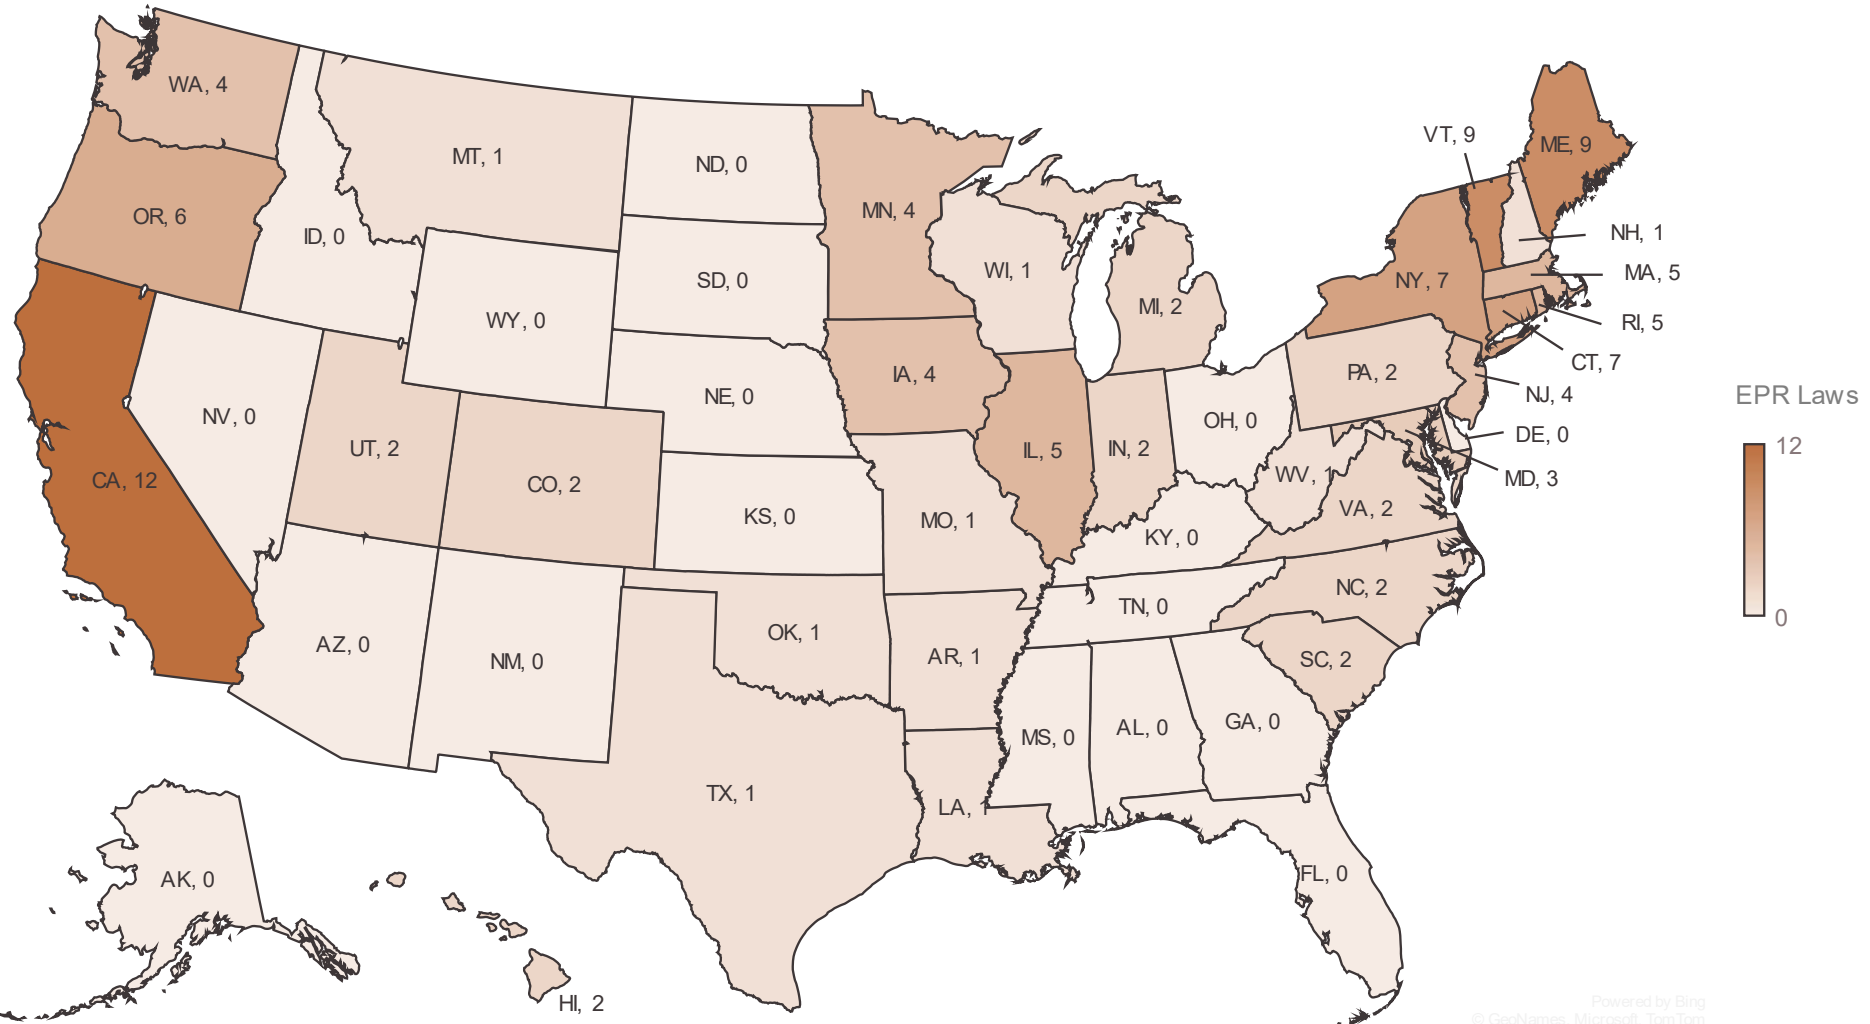 WA, 4
MT, 1
ND, 0
MN, 4
VT, 9
ME, 9
OR, 6
ID, 0
SD, 0
WI, 1
MI, 2
NY, 7
NH, 1
MA, 5
RI, 5
CT, 7
NJ, 4
DE, 0
MD, 3
WY, 0
IA, 4
PA, 2
NE, 0
OH, 0
NV, 0
UT, 2
CO, 2
IL, 5
IN, 2
WV, 1
CA, 12
KS, 0
MO, 1
VA, 2
KY, 0
NC, 2
TN, 0
AZ, 0
NM, 0
OK, 1
AR, 1
SC, 2
MS, 0
AL, 0
GA, 0
TX, 1
LA, 1
AK, 0
FL, 0
HI, 2
EPR Laws
12
0
Powered by Bing
© GeoNames, Microsoft, TomTom